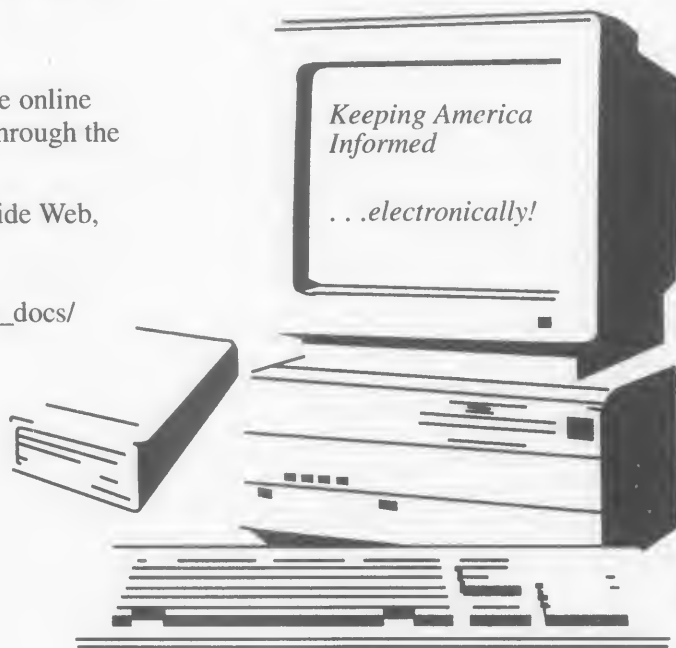 e online
hrough the
ide Web,
_docs/
Keeping America
Informed
. . .electronically!